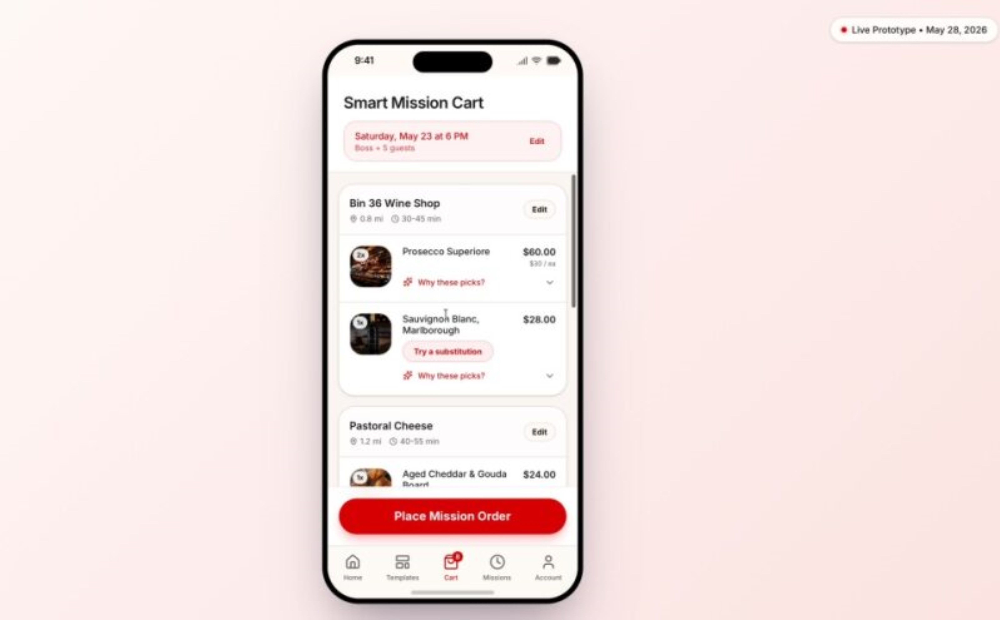 Live Prototype • May 28, 2026
9:41
Smart Mission Cart
Saturday, May 23 at 6 PM
Edit
Boss + 5 guests
Bin 36 Wine Shop
Edit
0.8 mi 30–45 min
2x
Prosecco Superiore
$60.00
$30 / ea
Why these picks?
1x
Sauvignon Blanc,
Marlborough
$28.00
Try a substitution
Why these picks?
Pastoral Cheese
Edit
1.2 mi 40–55 min
1x
Aged Cheddar & Gouda
Board
$24.00
Place Mission Order
Home
Templates
Cart
Missions
Account